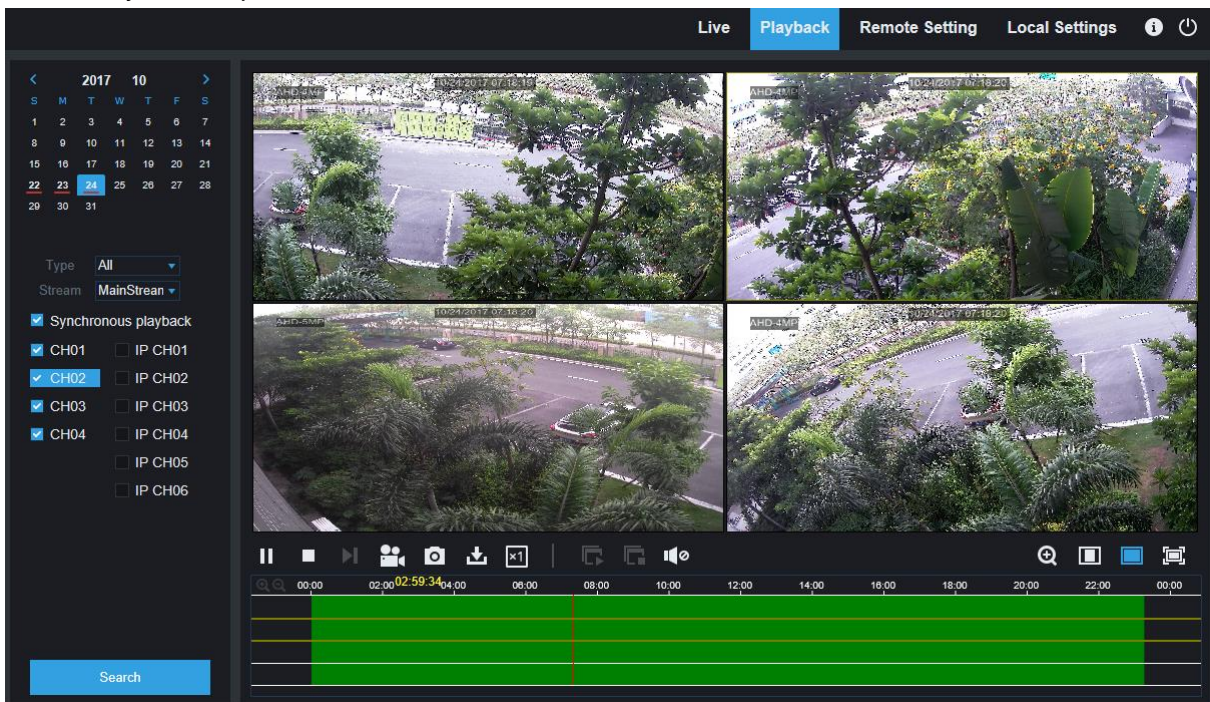 Live Playback Remote Setting Local Settings
2017 10
S M T W T F S
1 2 3 4 5 6 7
8 9 10 11 12 13 14
15 16 17 18 19 20 21
22 23 24 25 26 27 28
29 30 31
Type All
Stream MainStrean
Synchronous playback
CH01 IP CH01
CH02 IP CH02
CH03 IP CH03
CH04 IP CH04
IP CH05
IP CH06
Search
AHD-4MP 10/24/2017 07:18:19
AHD-4MP 10/24/2017 07:18:20
AHD-5MP 10/24/2017 07:18:20
AHD-4MP 10/24/2017 07:18:20
×1
00:00 02:00 02:59:34 04:00 06:00 08:00 10:00 12:00 14:00 16:00 18:00 20:00 22:00 00:00